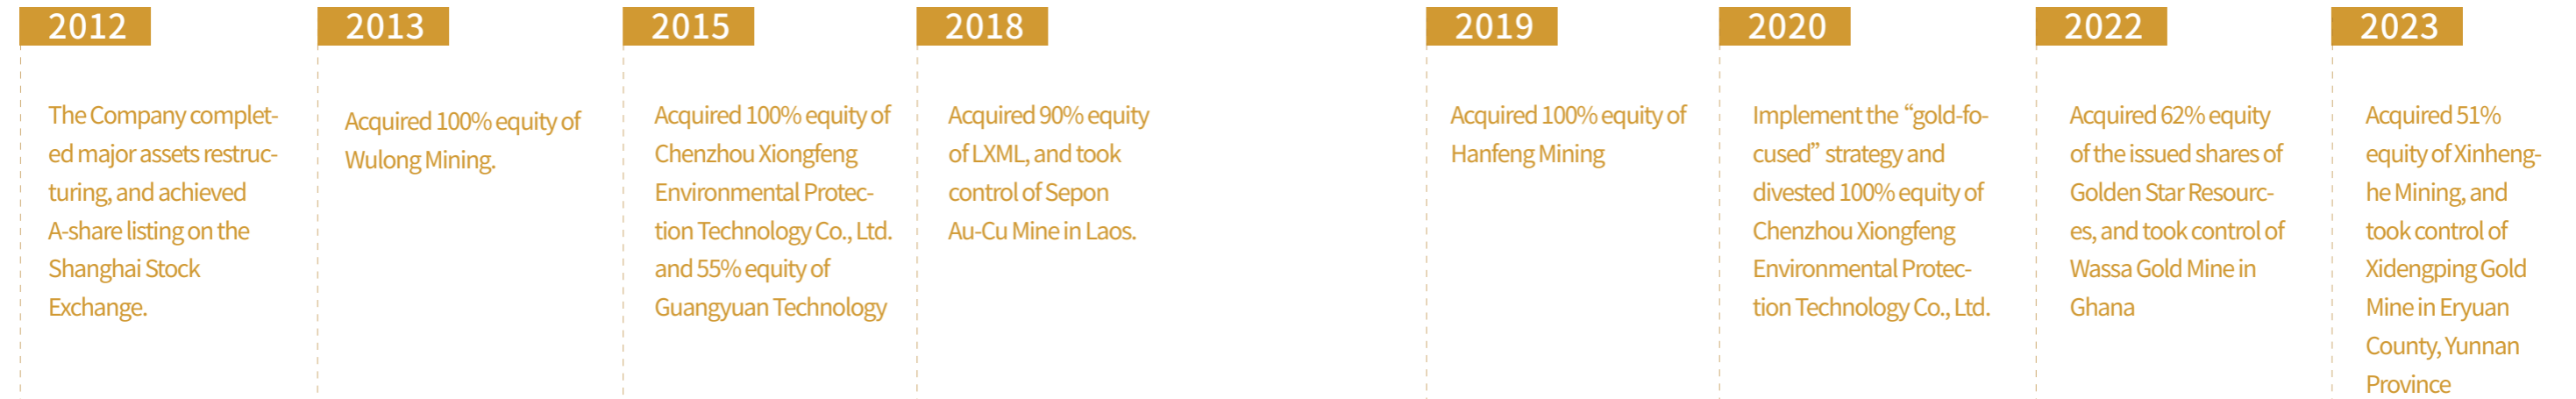 2012
The Company complet-
ed major assets restruc-
turing, and achieved
A-share listing on the
Shanghai Stock
Exchange.
2013
Acquired 100% equity of
Wulong Mining.
2015
Acquired 100% equity of
Chenzhou Xiongfeng
Environmental Protec-
tion Technology Co., Ltd.
and 55% equity of
Guangyuan Technology
2018
Acquired 90% equity
of LXML, and took
control of Sepon
Au-Cu Mine in Laos.
2019
Acquired 100% equity of
Hanfeng Mining
2020
Implement the “gold-fo-
cused” strategy and
divested 100% equity of
Chenzhou Xiongfeng
Environmental Protec-
tion Technology Co., Ltd.
2022
Acquired 62% equity
of the issued shares of
Golden Star Resourc-
es, and took control of
Wassa Gold Mine in
Ghana
2023
Acquired 51%
equity of Xinheng-
he Mining, and
took control of
Xidengping Gold
Mine in Eryuan
County, Yunnan
Province